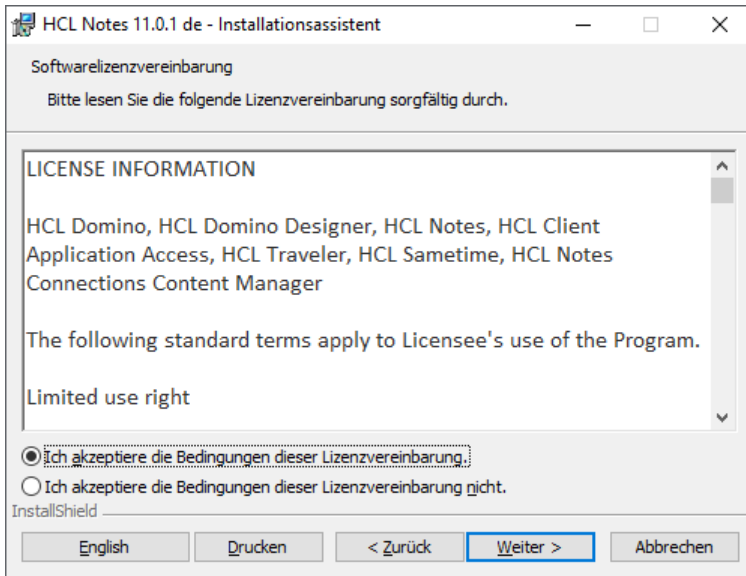 HCL Notes 11.0.1 de - Installationsassistent
Softwarelizenzvereinbarung
Bitte lesen Sie die folgende Lizenzvereinbarung sorgfältig durch.
LICENSE INFORMATION
HCL Domino, HCL Domino Designer, HCL Notes, HCL Client
Application Access, HCL Traveler, HCL Sametime, HCL Notes
Connections Content Manager
The following standard terms apply to Licensee's use of the Program.
Limited use right
Ich akzeptiere die Bedingungen dieser Lizenzvereinbarung.
Ich akzeptiere die Bedingungen dieser Lizenzvereinbarung nicht.
InstallShield
English Drucken < Zurück Weiter > Abbrechen